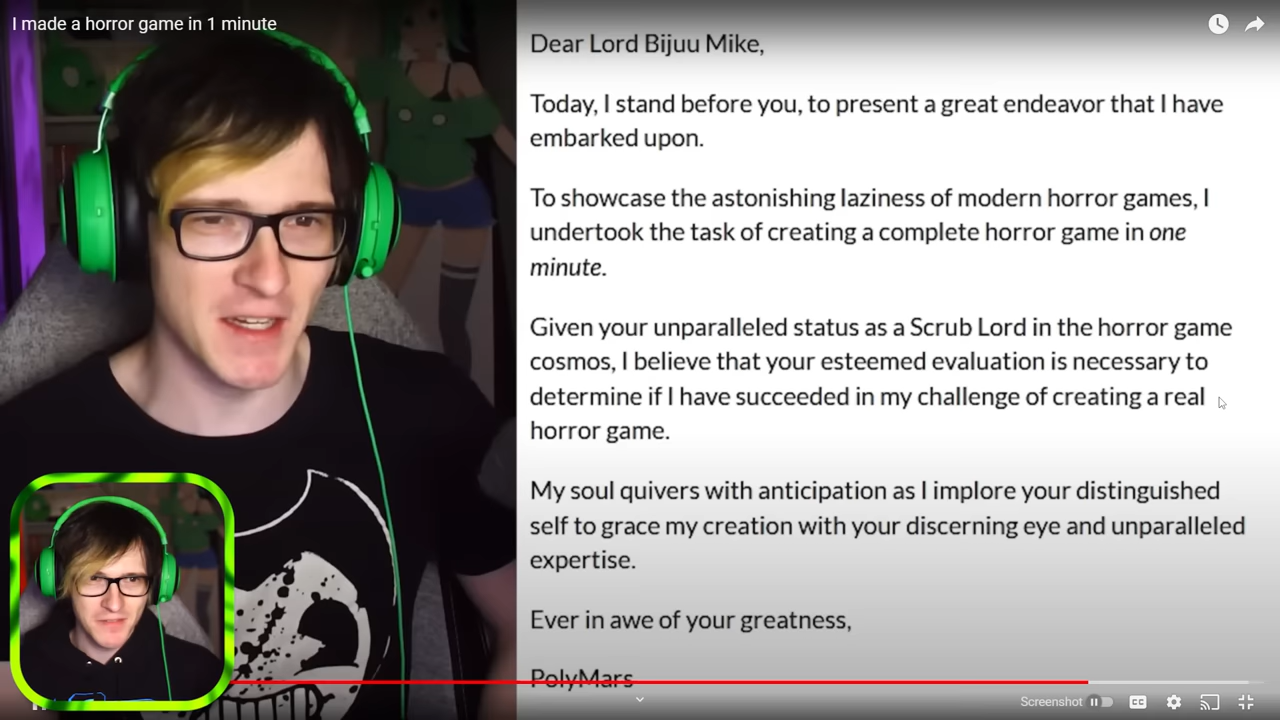 I made a horror game in 1 minute
Dear Lord Bijuu Mike,
Today, I stand before you, to present a great endeavor that I have
embarked upon.
To showcase the astonishing laziness of modern horror games, I
undertook the task of creating a complete horror game in one
minute.
Given your unparalleled status as a Scrub Lord in the horror game
cosmos, I believe that your esteemed evaluation is necessary to
determine if I have succeeded in my challenge of creating a real
horror game.
My soul quivers with anticipation as I implore your distinguished
self to grace my creation with your discerning eye and unparalleled
expertise.
Ever in awe of your greatness,
PolyMars
Screenshot
CC